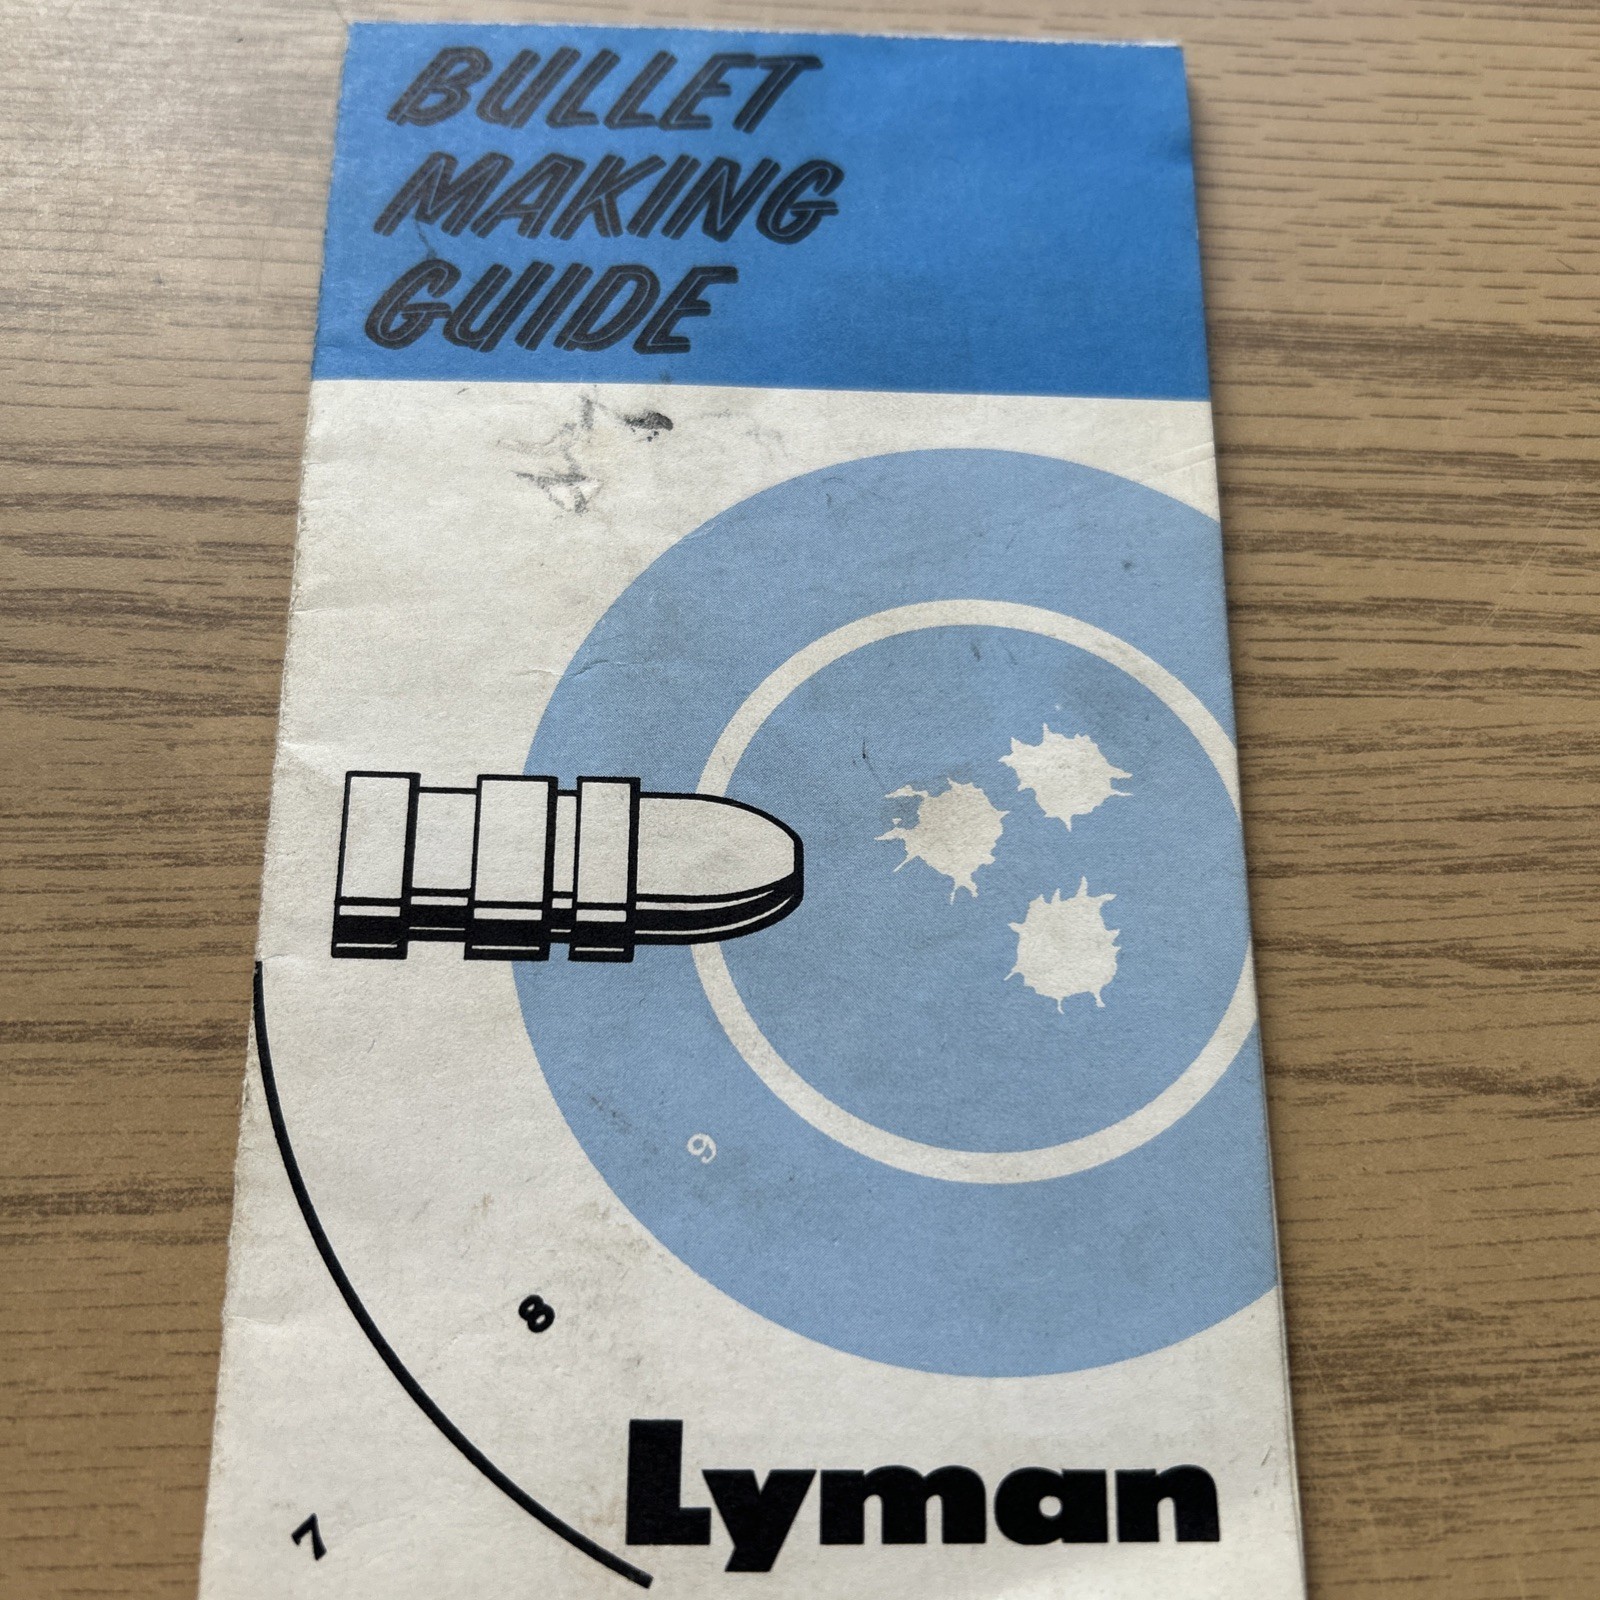 BULLET
MAKING
GUIDE
9
8
7
Lyman